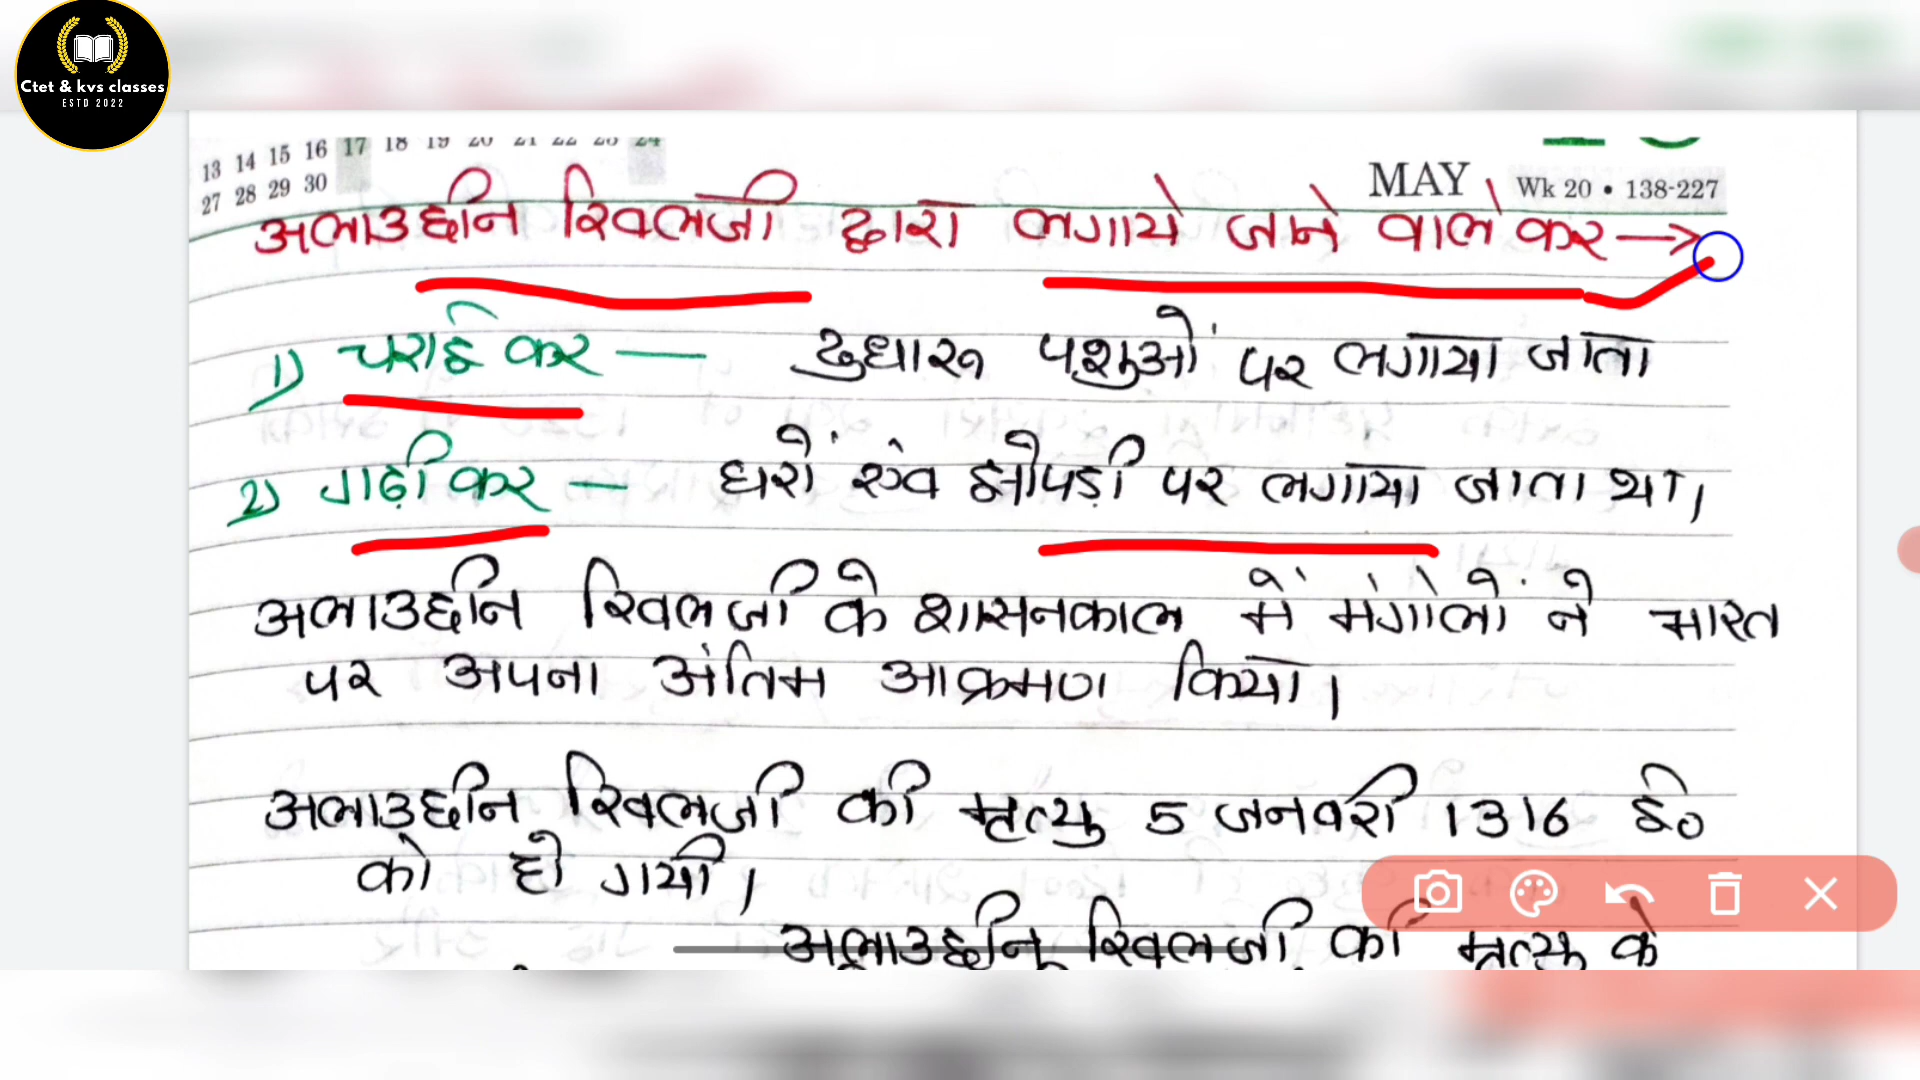 Ctet & kvs classes
ESTD 2022
13 14 15 16 17 18 19 20 21 22 23 24
27 28 29 30
MAY Wk 20 • 138-227
अलाउद्दीन खिलजी द्वारा लगाये जाने वाले कर →
1) चराई कर — दुधारू पशुओं पर लगाया जाता
2) गढ़ी कर — घरों एंव झोपड़ी पर लगाया जाता था।
अलाउद्दीन खिलजी के शासनकाल में मंगोलों ने भारत
पर अपना अंतिम आक्रमण किया।
अलाउद्दीन खिलजी की मृत्यु 5 जनवरी 1316 ई०
को हो गयी।
अलाउद्दीन खिलजी की मृत्यु के